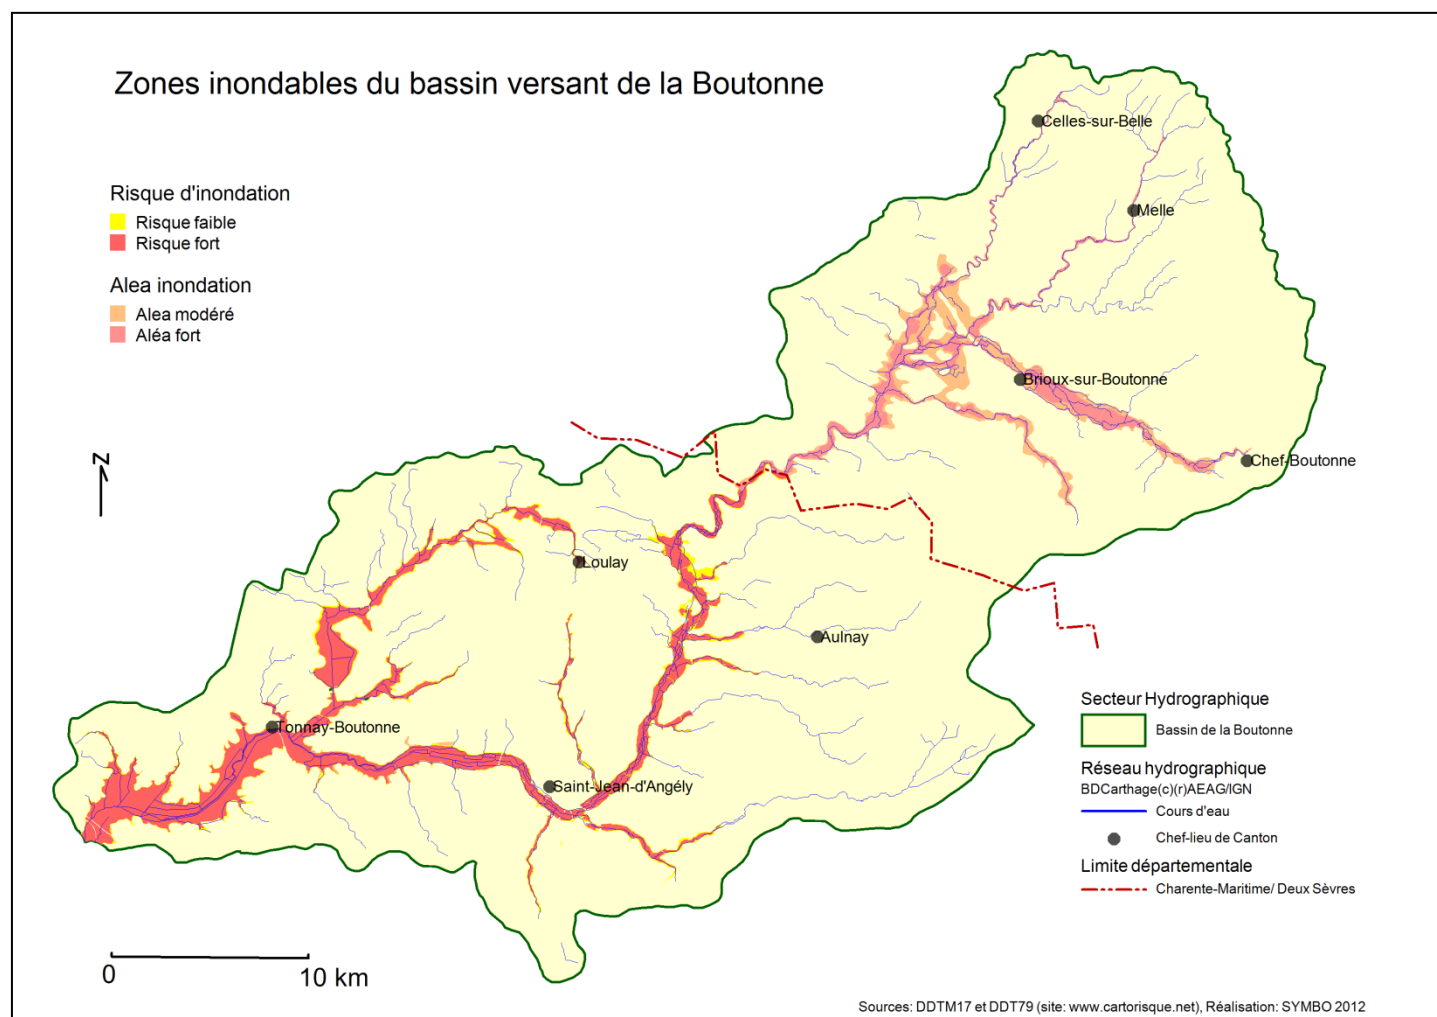 Zones inondables du bassin versant de la Boutonne
Risque d'inondation
Risque faible
Risque fort
Alea inondation
Alea modéré
Aléa fort
Celles-sur-Belle
Melle
Brioux-sur-Boutonne
Chef-Boutonne
Loulay
Aulnay
Tonnay-Boutonne
Saint-Jean-d'Angély
N
0 10 km
Secteur Hydrographique
Bassin de la Boutonne
Réseau hydrographique
BDCarthage(c)(r)AEAG/IGN
Cours d'eau
Chef-lieu de Canton
Limite départementale
Charente-Maritime/ Deux Sèvres
Sources: DDTM17 et DDT79 (site: www.cartorisque.net), Réalisation: SYMBO 2012